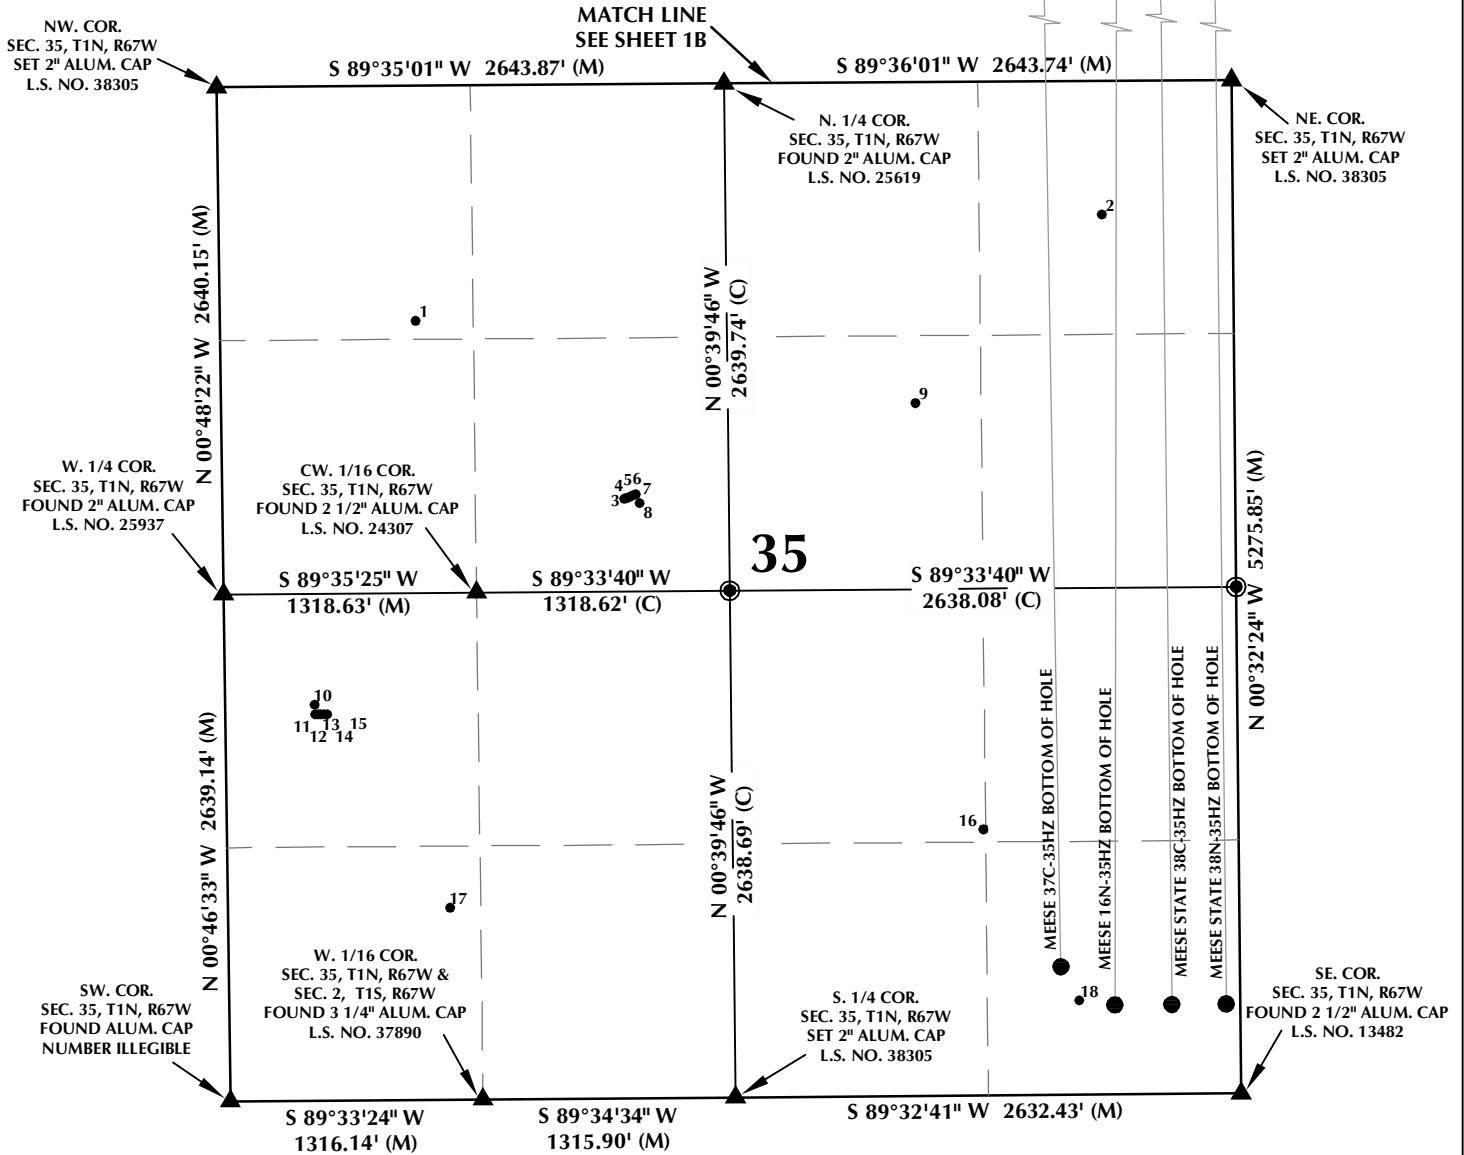 MATCH LINE
SEE SHEET 1B
NW. COR.
SEC. 35, T1N, R67W
SET 2" ALUM. CAP
L.S. NO. 38305
S 89°35'01" W 2643.87' (M)
S 89°36'01" W 2643.74' (M)
N. 1/4 COR.
SEC. 35, T1N, R67W
FOUND 2" ALUM. CAP
L.S. NO. 25619
NE. COR.
SEC. 35, T1N, R67W
SET 2" ALUM. CAP
L.S. NO. 38305
2
1
N 00°48'22" W 2640.15' (M)
N 00°39'46" W
2639.74' (C)
9
W. 1/4 COR.
SEC. 35, T1N, R67W
FOUND 2" ALUM. CAP
L.S. NO. 25937
CW. 1/16 COR.
SEC. 35, T1N, R67W
FOUND 2 1/2" ALUM. CAP
L.S. NO. 24307
3
4
5
6
7
8
35
N 00°32'24" W 5275.85' (M)
S 89°35'25" W
1318.63' (M)
S 89°33'40" W
1318.62' (C)
S 89°33'40" W
2638.08' (C)
10
11
12
13
14
15
N 00°46'33" W 2639.14' (M)
N 00°39'46" W
2638.69' (C)
16
MEESE 37C-35HZ BOTTOM OF HOLE
MEESE 16N-35HZ BOTTOM OF HOLE
MEESE STATE 38C-35HZ BOTTOM OF HOLE
MEESE STATE 38N-35HZ BOTTOM OF HOLE
17
18
SW. COR.
SEC. 35, T1N, R67W
FOUND ALUM. CAP
NUMBER ILLEGIBLE
W. 1/16 COR.
SEC. 35, T1N, R67W &
SEC. 2, T1S, R67W
FOUND 3 1/4" ALUM. CAP
L.S. NO. 37890
S. 1/4 COR.
SEC. 35, T1N, R67W
SET 2" ALUM. CAP
L.S. NO. 38305
SE. COR.
SEC. 35, T1N, R67W
FOUND 2 1/2" ALUM. CAP
L.S. NO. 13482
S 89°33'24" W
1316.14' (M)
S 89°34'34" W
1315.90' (M)
S 89°32'41" W 2632.43' (M)